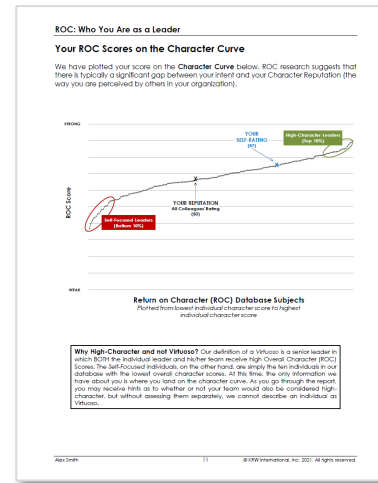 ROC: Who You Are as a Leader
Your ROC Scores on the Character Curve
We have plotted your score on the Character Curve below. ROC research suggests that
there is typically a significant gap between your intent and your Character Reputation (the
way you are perceived by others in your organization).
STRONG
YOUR
SELF-RATING
(87)
High-Character Leaders
(Top 10%)
ROC Score
YOUR REPUTATION
All Colleagues' Rating
Self-Focused Leaders
(Bottom 10%)
WEAK
Return on Character (ROC) Database Subjects
Plotted from lowest individual character score to highest
individual character score
Why High-Character and not Virtuoso? Our definition of a Virtuoso is a senior leader in
which BOTH the individual leader and his/her team receive high Overall Character (ROC)
Scores. The Self-Focused individuals, on the other hand, are simply the ten individuals in our
database with the lowest overall character scores. At this time, the only information we
have about you is where you land on the character curve. As you go through the report,
you may receive hints as to whether or not your team would also be considered high-
character, but without assessing them separately, we cannot describe an individual as
Virtuoso.
Alex Smith 11 © KRW International, Inc. 2021. All rights reserved.